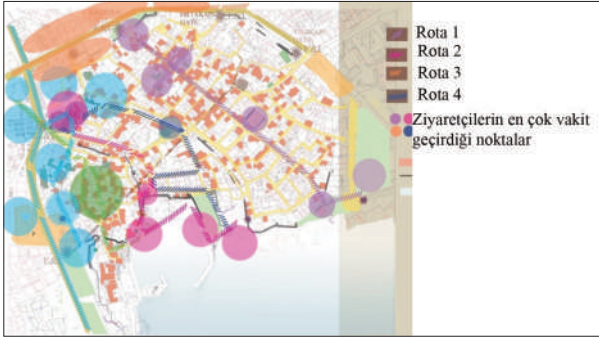 Rota 1
Rota 2
Rota 3
Rota 4
Ziyaretçilerin en çok vakit
geçirdiği noktalar